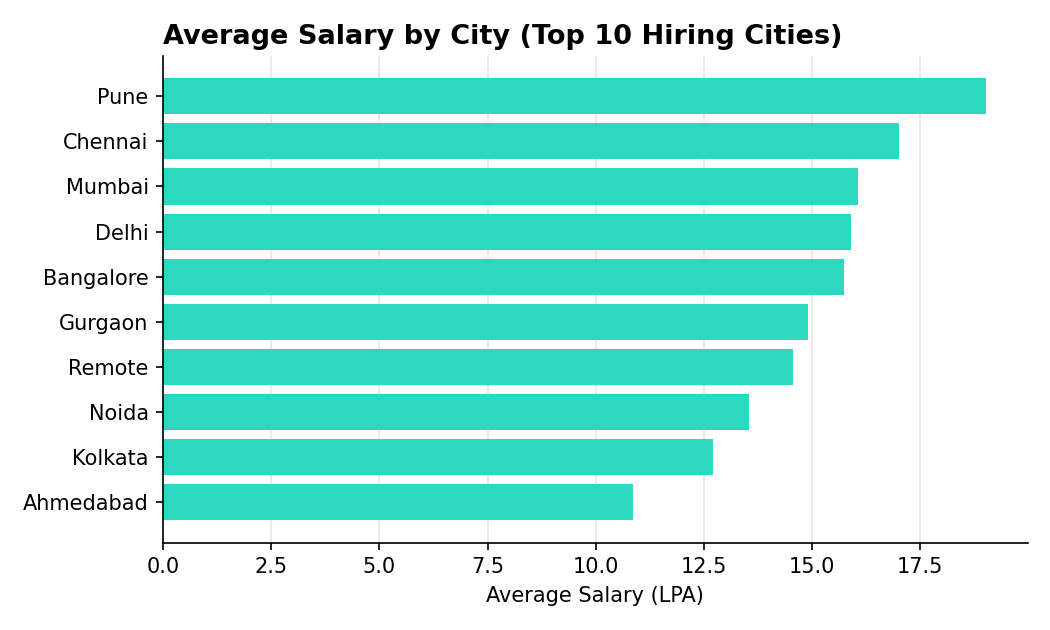 Average Salary by City (Top 10 Hiring Cities)
Pune
Chennai
Mumbai
Delhi
Bangalore
Gurgaon
Remote
Noida
Kolkata
Ahmedabad
0.0 2.5 5.0 7.5 10.0 12.5 15.0 17.5
Average Salary (LPA)